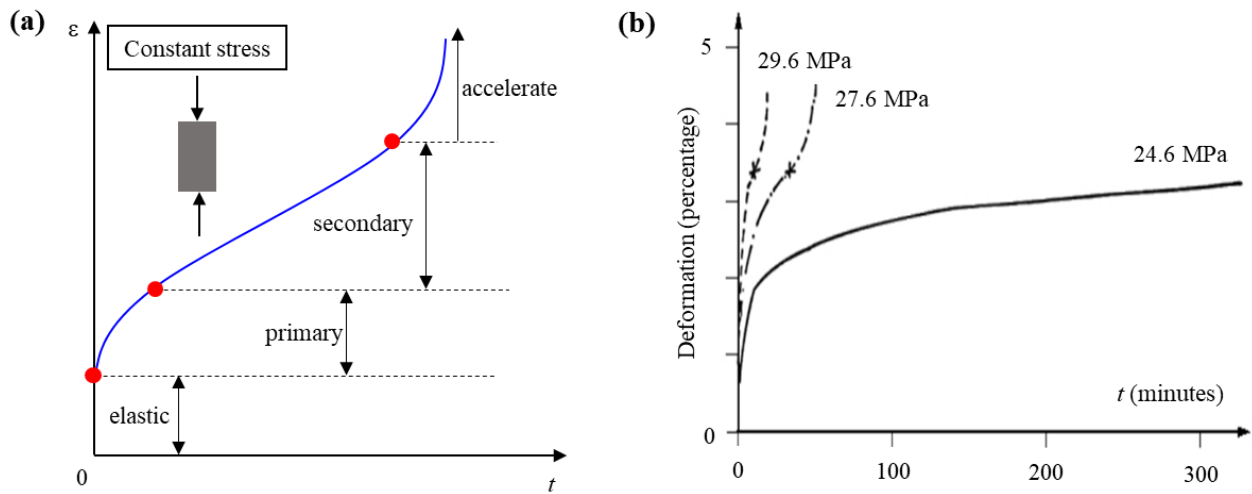 (a)
ε
Constant stress
accelerate
secondary
primary
elastic
0
t
(b)
5
29.6 MPa
27.6 MPa
24.6 MPa
Deformation (percentage)
t (minutes)
0
0
100
200
300